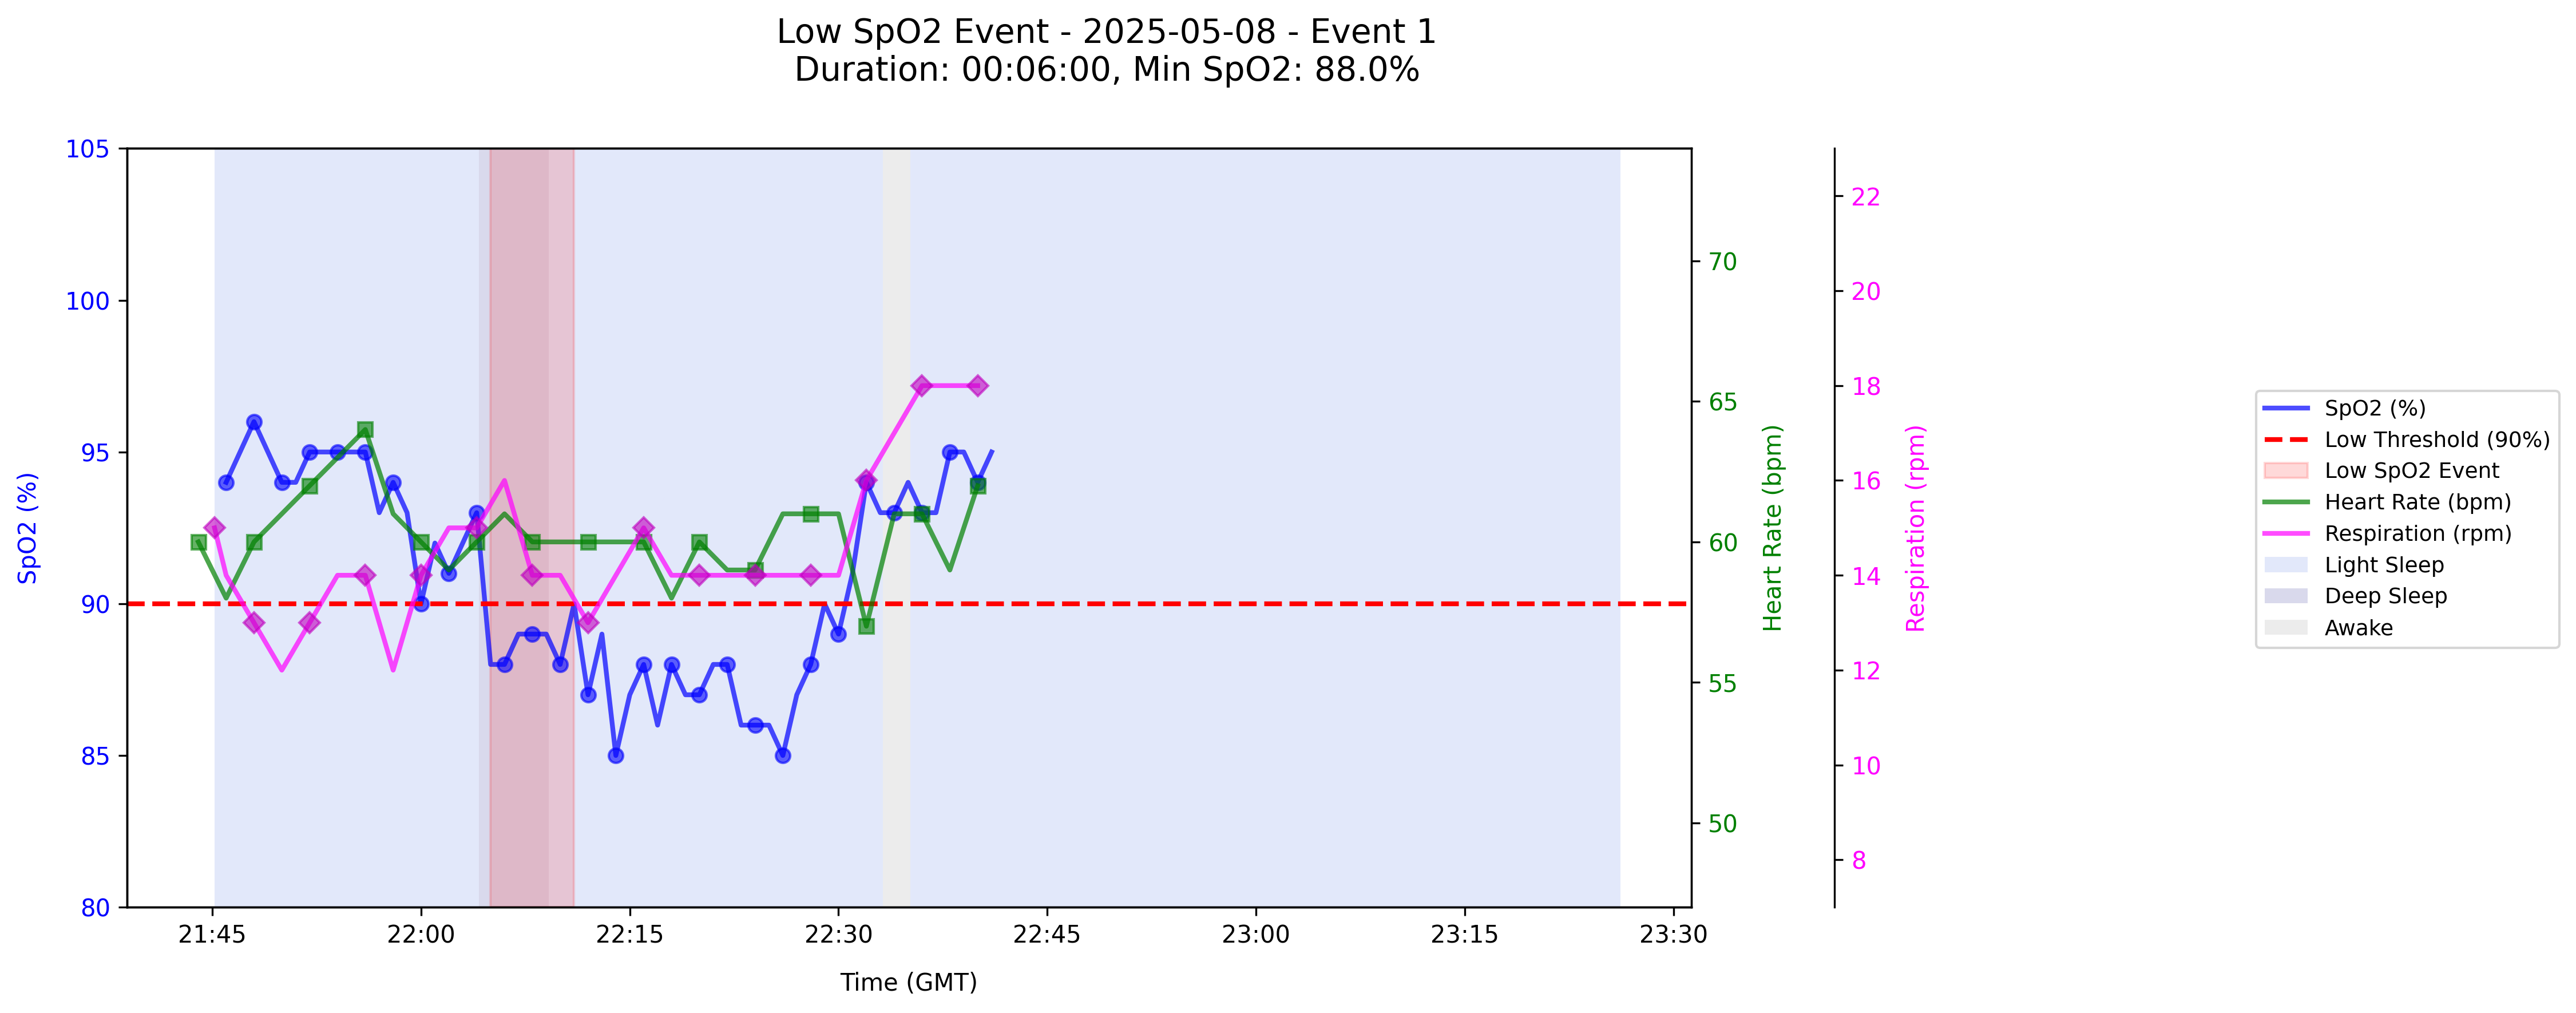 Low SpO2 Event - 2025-05-08 - Event 1
Duration: 00:06:00, Min SpO2: 88.0%
105
100
95
90
85
80
SpO2 (%)
21:45
22:00
22:15
22:30
22:45
23:00
23:15
23:30
Time (GMT)
70
65
60
55
50
Heart Rate (bpm)
22
20
18
16
14
12
10
8
Respiration (rpm)
SpO2 (%)
Low Threshold (90%)
Low SpO2 Event
Heart Rate (bpm)
Respiration (rpm)
Light Sleep
Deep Sleep
Awake